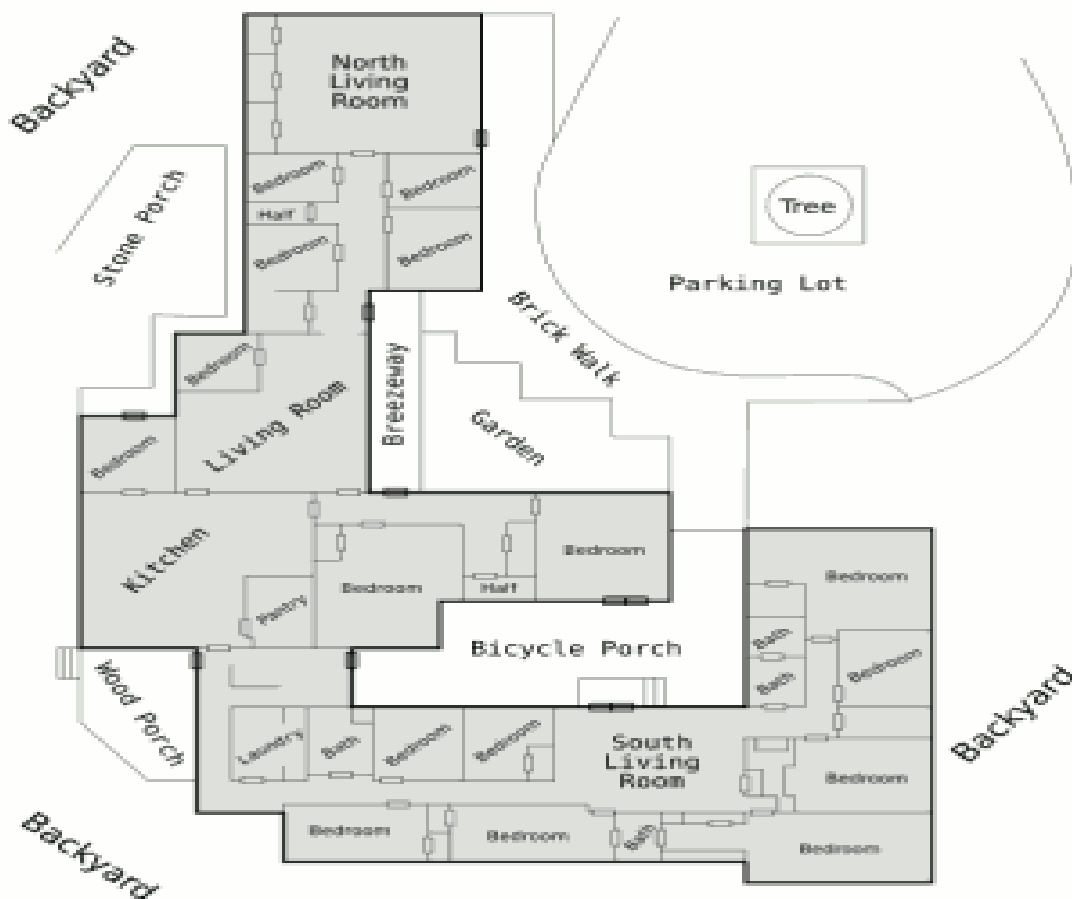 Backyard
North
Living
Room
Stone Porch
Bedroom
Bedroom
Half
Bedroom
Bedroom
Tree
Parking Lot
Brick Walk
Breezeway
Garden
Bedroom
Living Room
Bedroom
Kitchen
Pantry
Bedroom
Half
Bedroom
Bicycle Porch
Wood Porch
Laundry
Bath
Bedroom
Bedroom
South
Living
Room
Bedroom
Bath
Bath
Bedroom
Bedroom
Bedroom
Backyard
Bedroom
Bedroom
Bath
Backyard